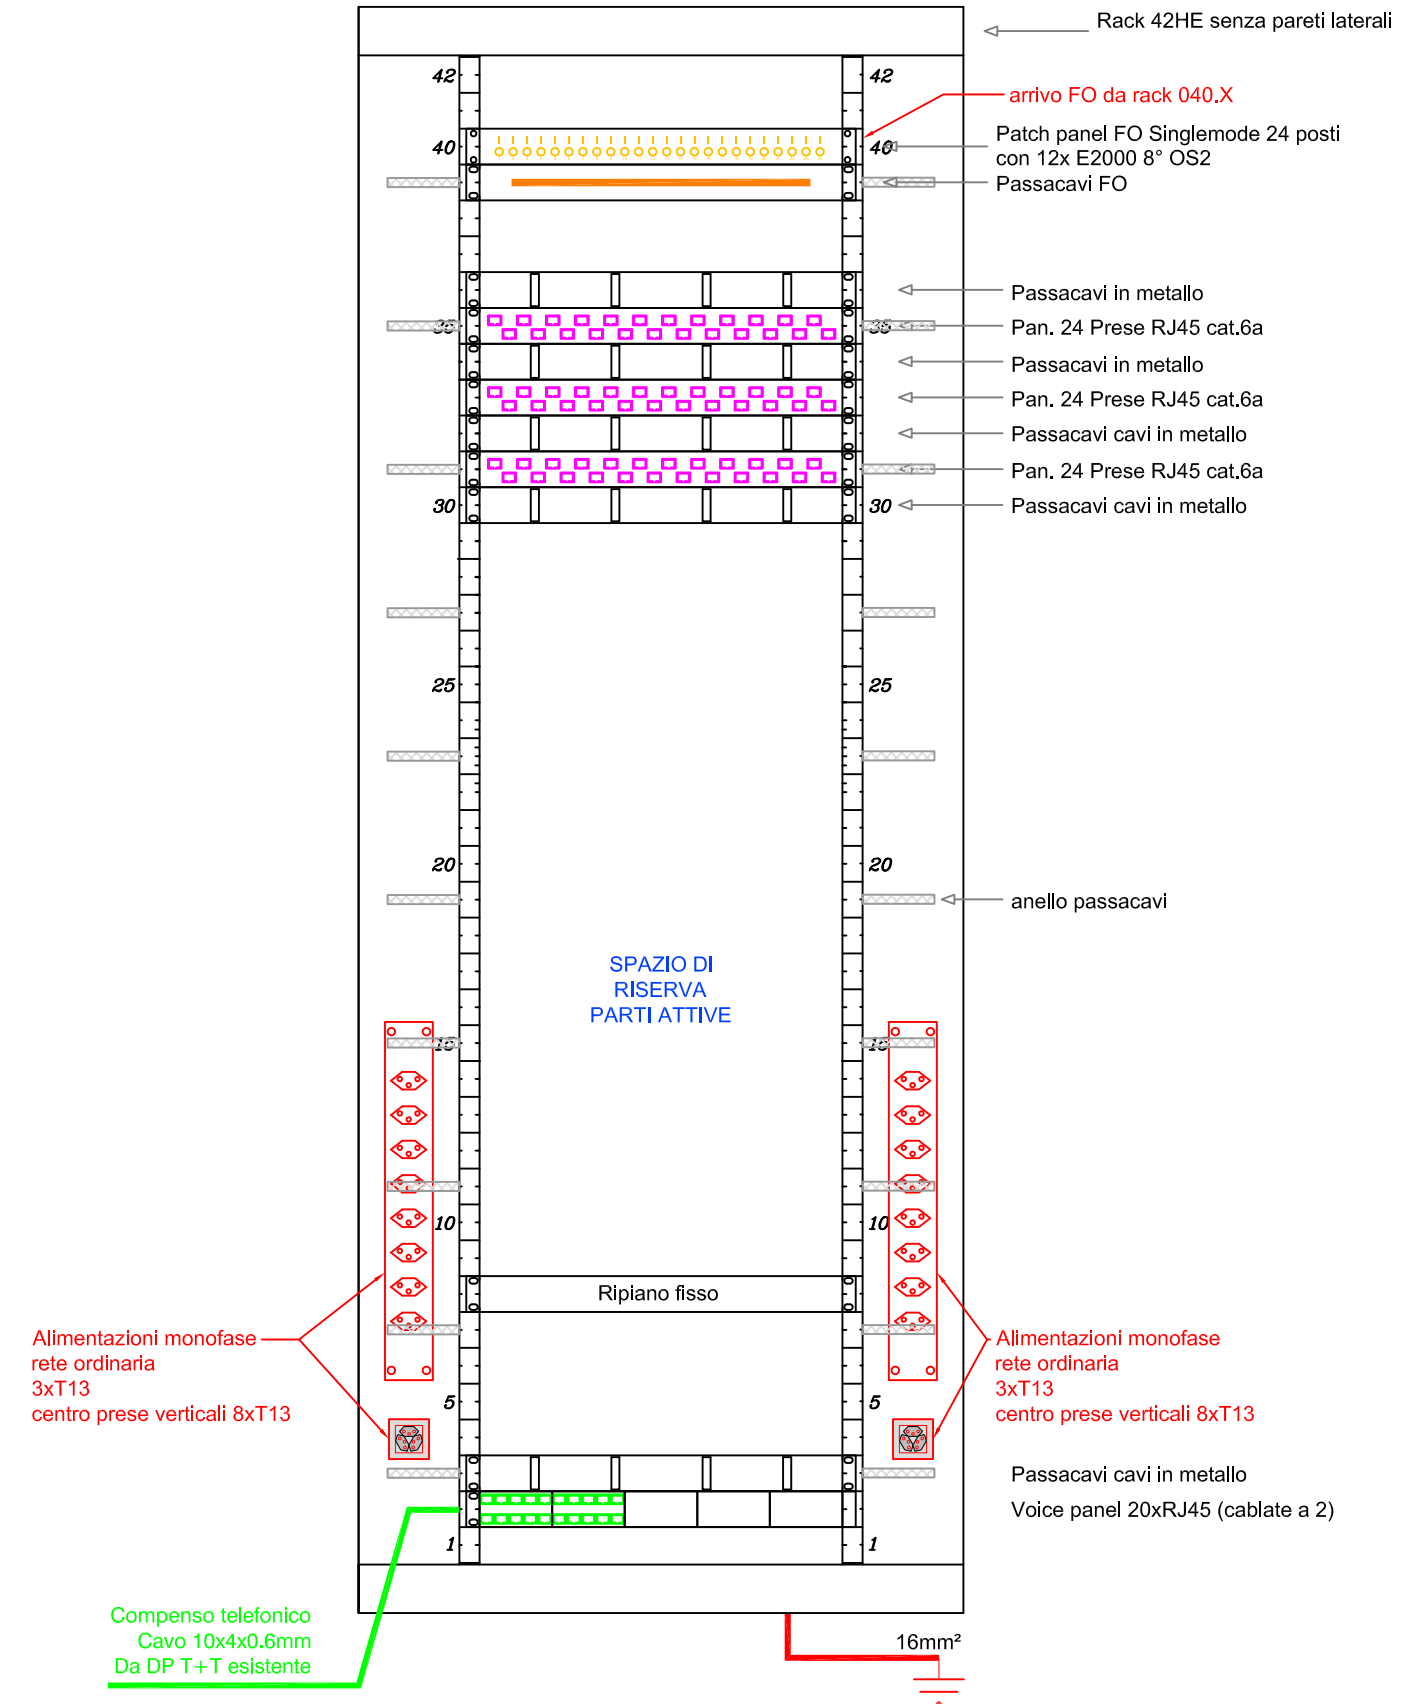 Rack 42HE senza pareti laterali
42
42
arrivo FO da rack 040.X
Patch panel FO Singlemode 24 posti
con 12x E2000 8° OS2
40
40
Passacavi FO
Passacavi in metallo
35
35
Pan. 24 Prese RJ45 cat.6a
Passacavi in metallo
Pan. 24 Prese RJ45 cat.6a
Passacavi cavi in metallo
Pan. 24 Prese RJ45 cat.6a
30
30
Passacavi cavi in metallo
25
25
20
20
anello passacavi
SPAZIO DI
RISERVA
PARTI ATTIVE
15
15
10
10
Ripiano fisso
Alimentazioni monofase
rete ordinaria
3xT13
centro prese verticali 8xT13
Alimentazioni monofase
rete ordinaria
3xT13
centro prese verticali 8xT13
5
5
Passacavi cavi in metallo
Voice panel 20xRJ45 (cablate a 2)
1
1
Compenso telefonico
Cavo 10x4x0.6mm
Da DP T+T esistente
16mm²